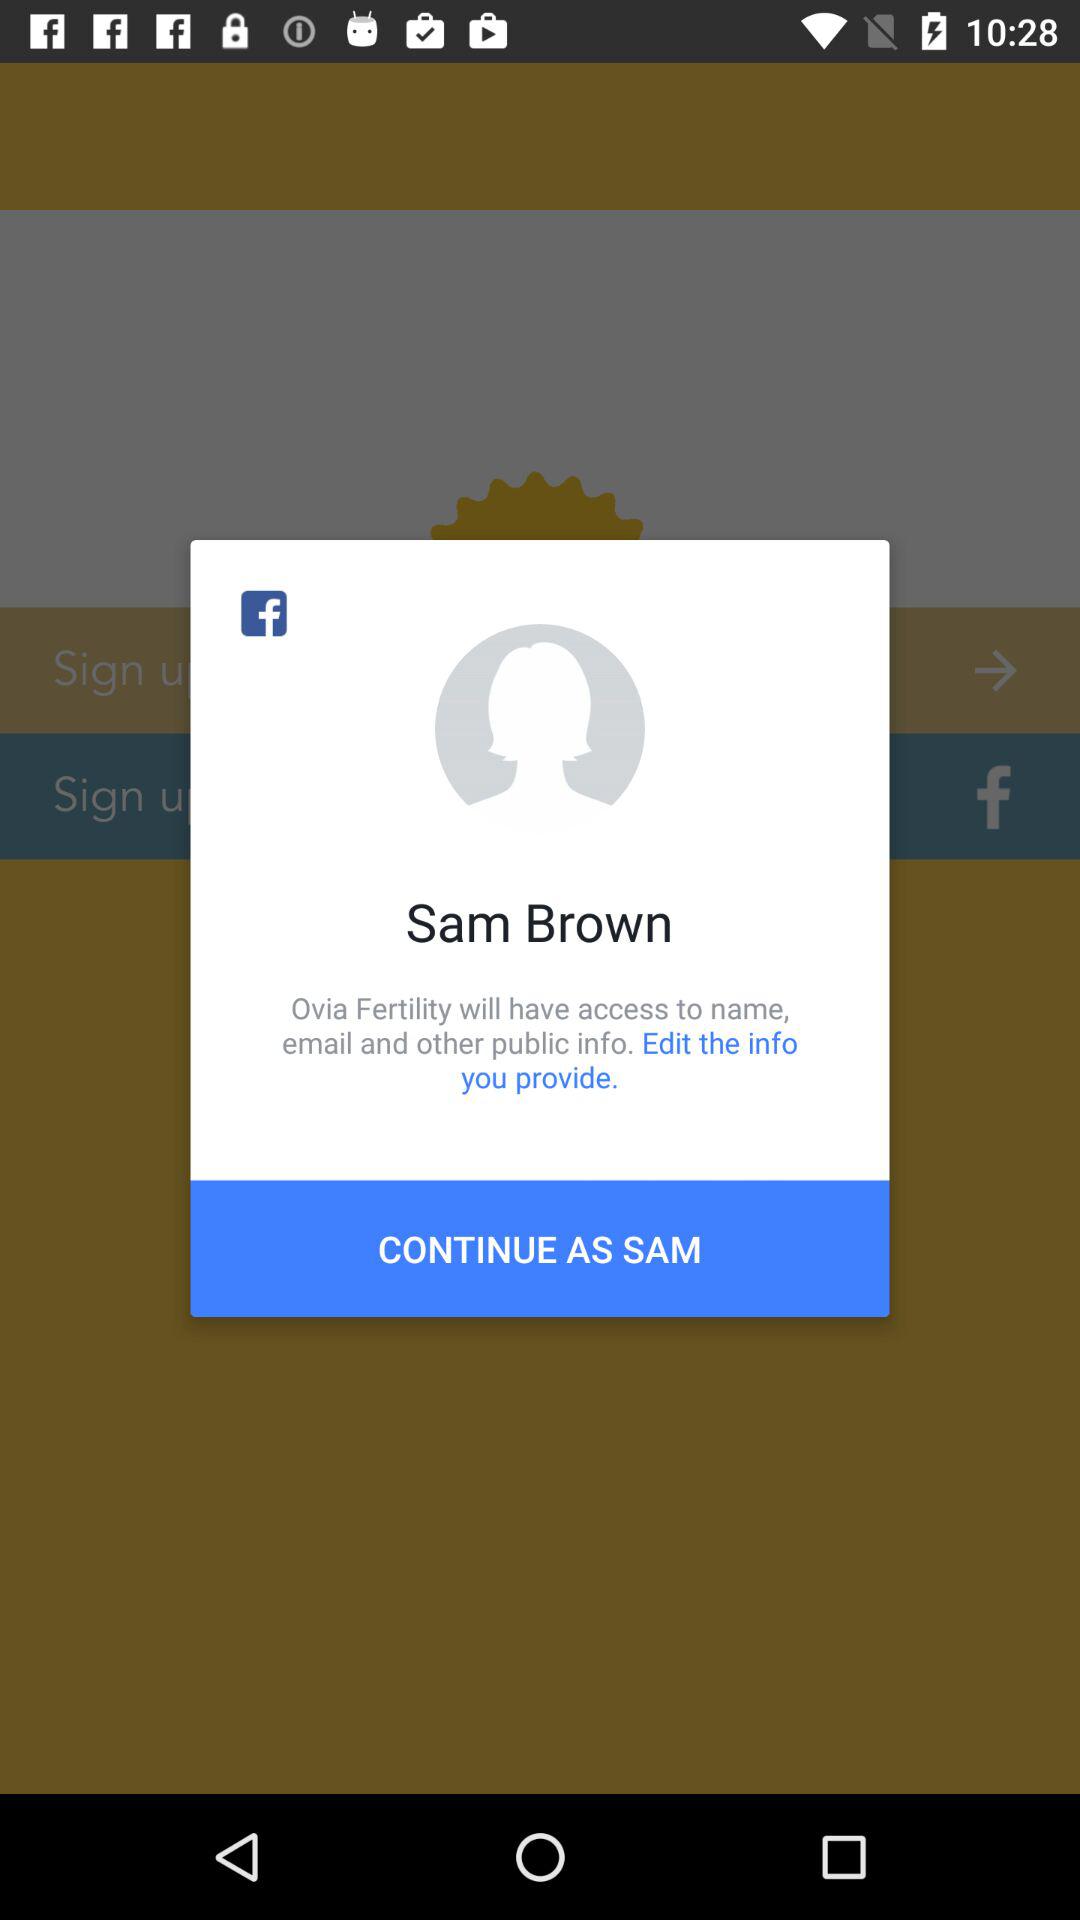 10:28
Sign up
Sign up
Sam Brown
Ovia Fertility will have access to name,
email and other public info. Edit the info
you provide.
CONTINUE AS SAM